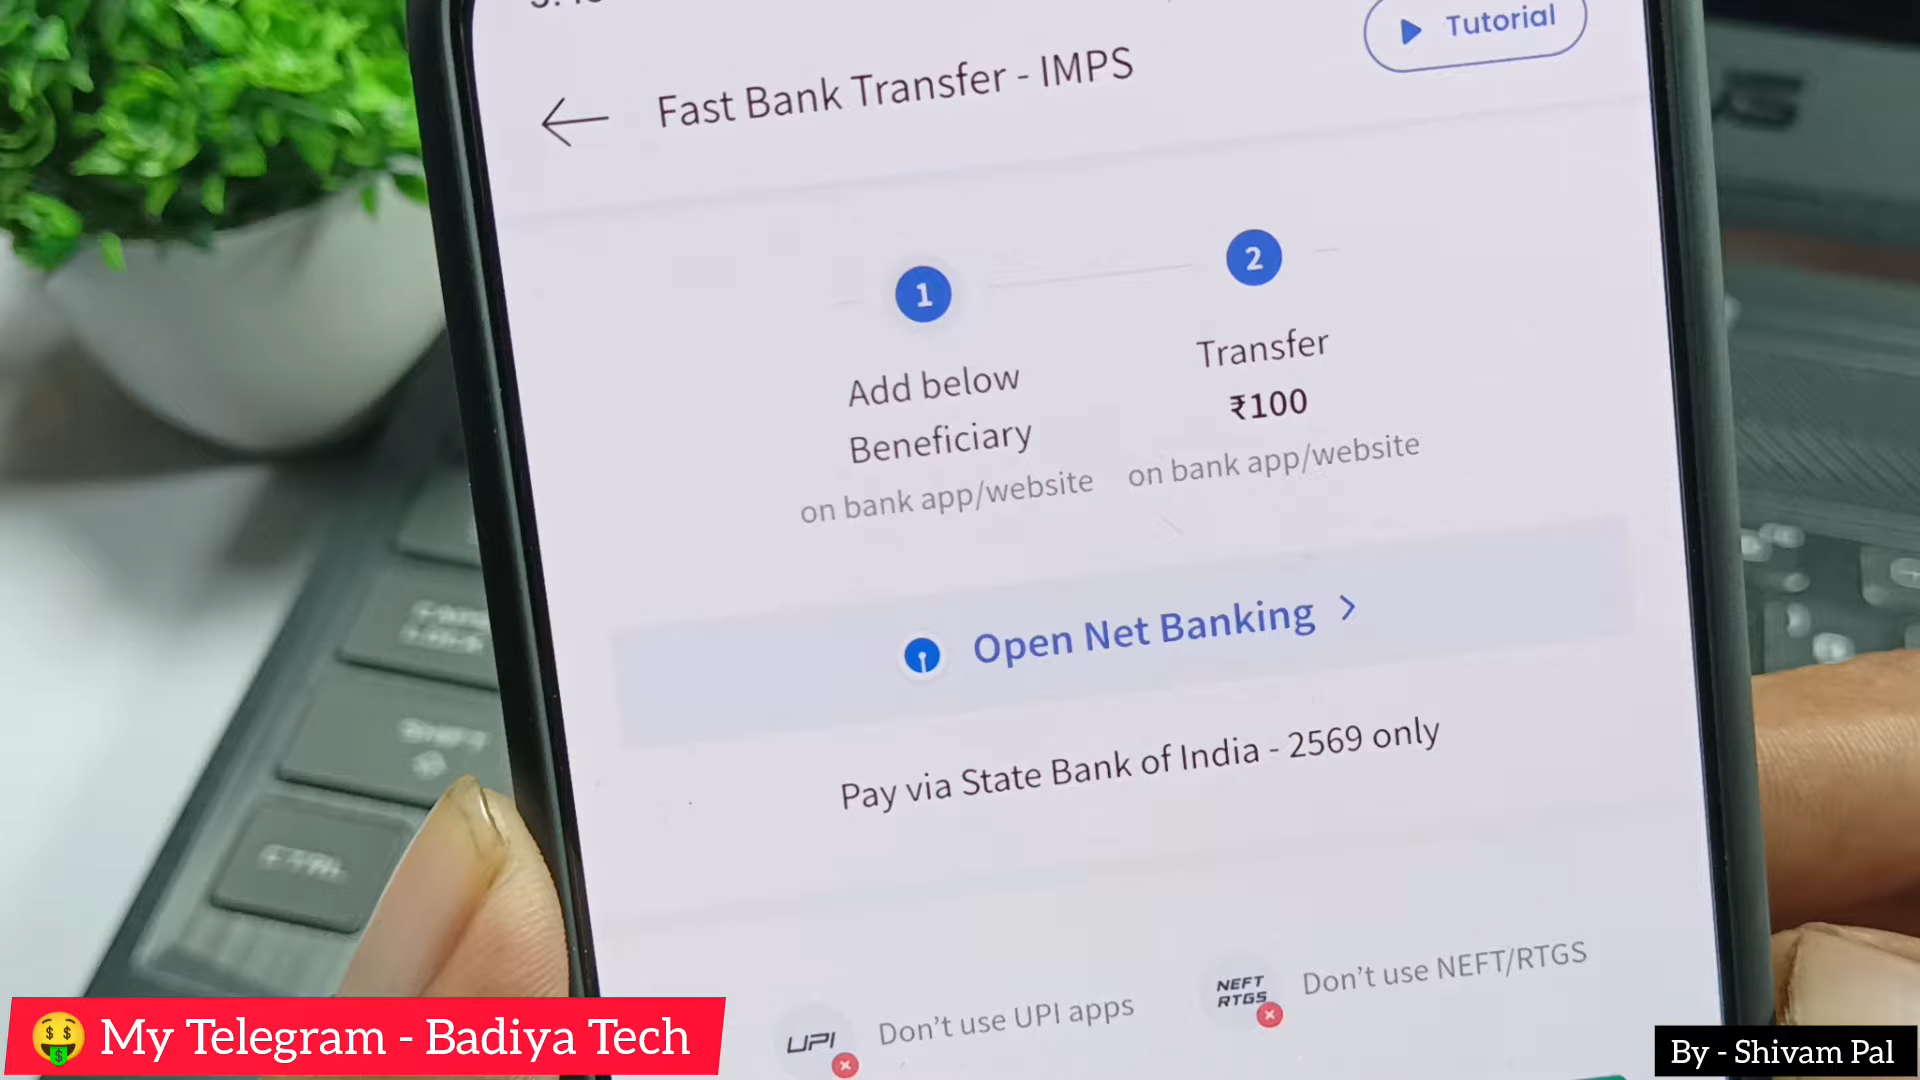 Tutorial
Fast Bank Transfer - IMPS
1
2
Add below
Beneficiary
on bank app/website
Transfer
₹100
on bank app/website
Open Net Banking
Pay via State Bank of India - 2569 only
UPI
Don't use UPI apps
NEFT
RTGS
Don't use NEFT/RTGS
My Telegram - Badiya Tech
By - Shivam Pal